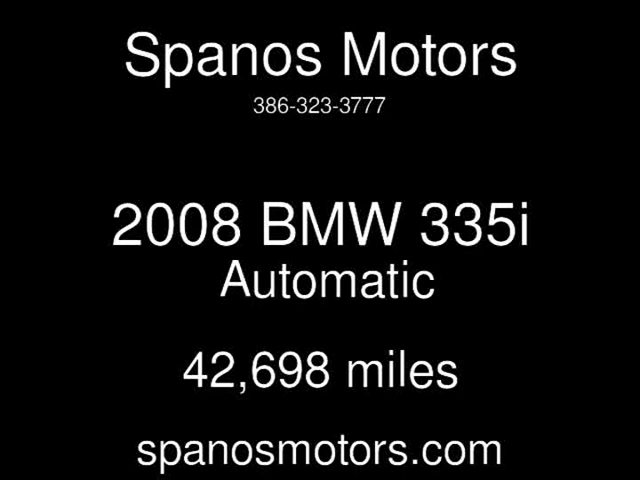 Spanos Motors
386-323-3777
2008 BMW 335i
Automatic
42,698 miles
spanosmotors.com